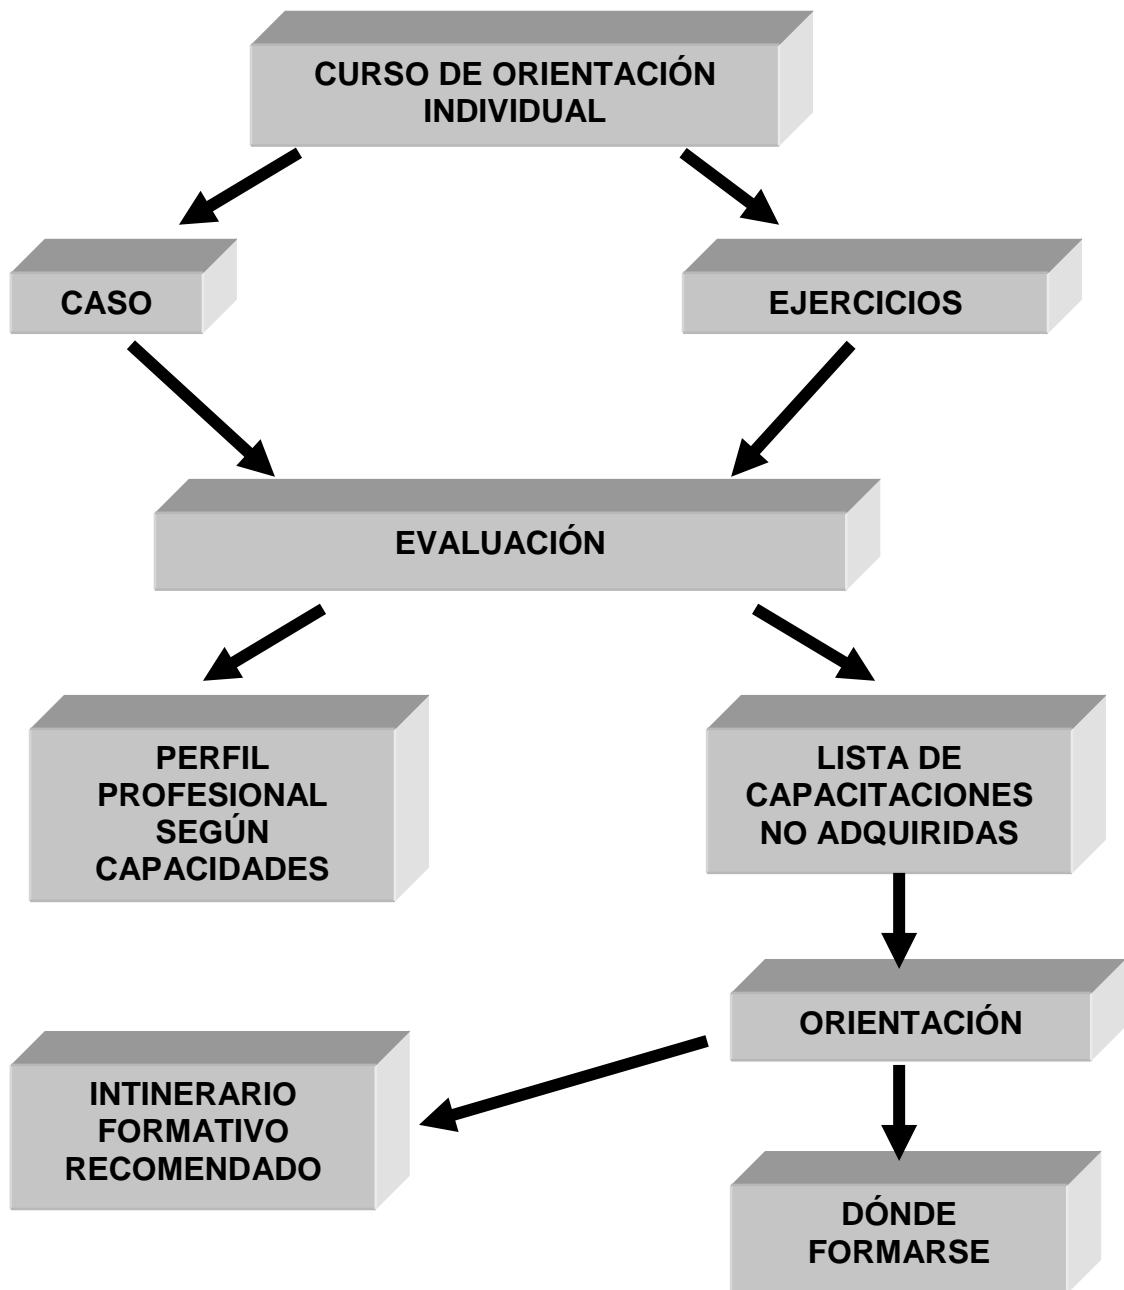 CURSO DE ORIENTACIÓN
INDIVIDUAL
CASO
EJERCICIOS
EVALUACIÓN
PERFIL
PROFESIONAL
SEGÚN
CAPACIDADES
LISTA DE
CAPACITACIONES
NO ADQUIRIDAS
ORIENTACIÓN
INTINERARIO
FORMATIVO
RECOMENDADO
DÓNDE
FORMARSE